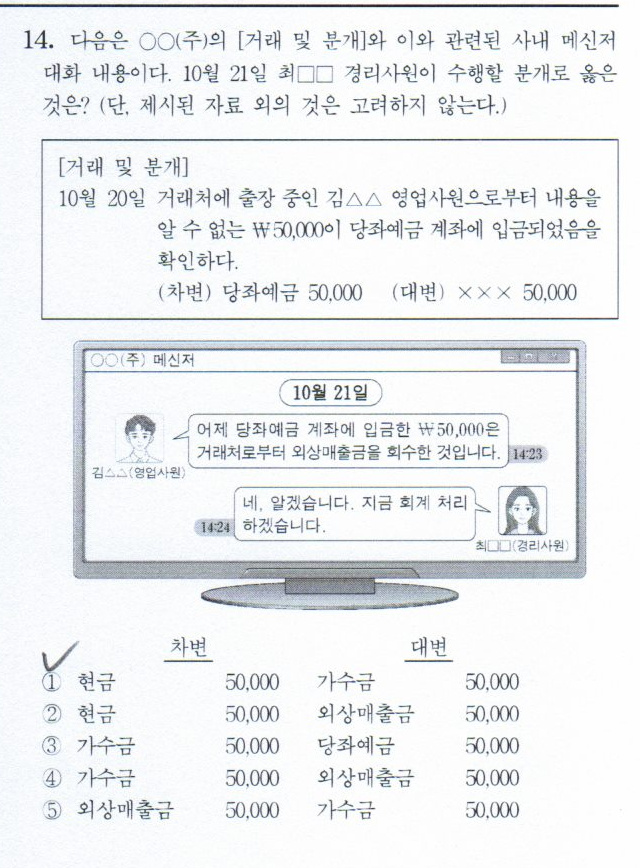 14. 다음은 ○○(주)의 [거래 및 분개]와 이와 관련된 사내 메신저
대화 내용이다. 10월 21일 최□□ 경리사원이 수행할 분개로 옳은
것은? (단, 제시된 자료 외의 것은 고려하지 않는다.)
[거래 및 분개]
10월 20일 거래처에 출장 중인 김△△ 영업사원으로부터 내용을
알 수 없는 ₩50,000이 당좌예금 계좌에 입금되었음을
확인하다.
(차변) 당좌예금 50,000 (대변) ××× 50,000
○○(주) 메신저
10월 21일
어제 당좌예금 계좌에 입금한 ₩50,000은
거래처로부터 외상매출금을 회수한 것입니다. 14:23
김△△(영업사원)
네, 알겠습니다. 지금 회계 처리
14:24 하겠습니다.
최□□(경리사원)
차변 대변
① 현금 50,000 가수금 50,000
② 현금 50,000 외상매출금 50,000
③ 가수금 50,000 당좌예금 50,000
④ 가수금 50,000 외상매출금 50,000
⑤ 외상매출금 50,000 가수금 50,000